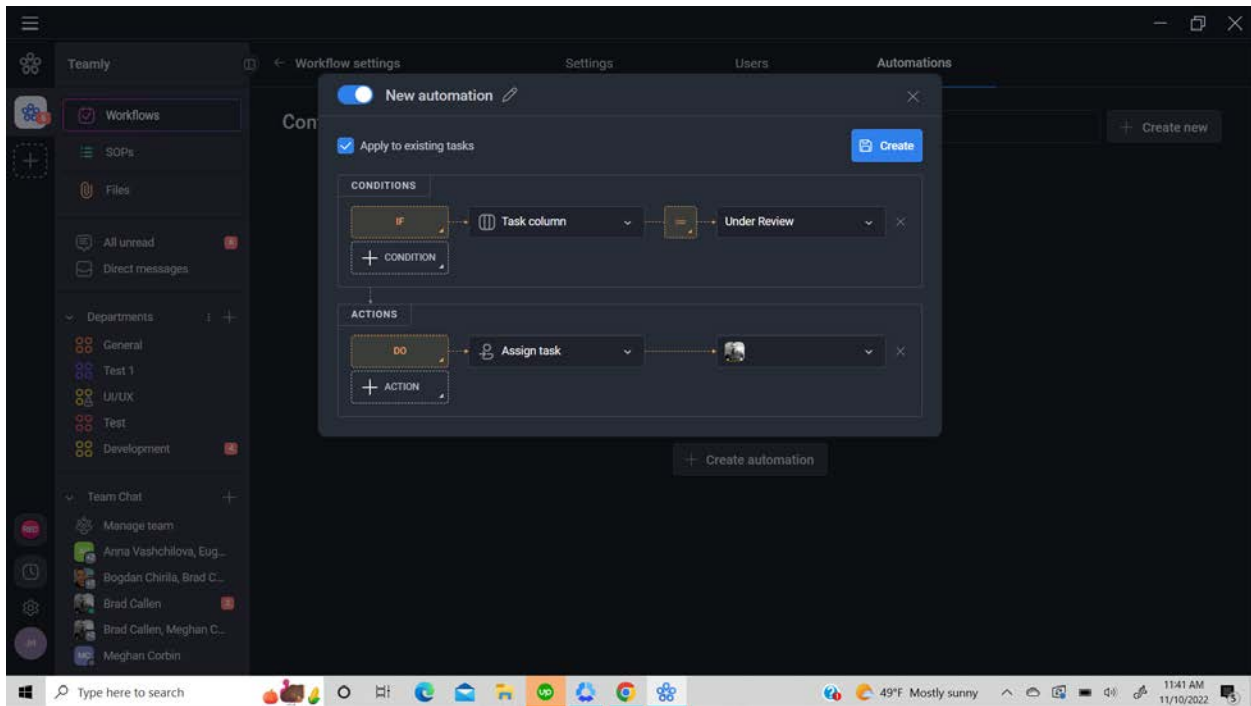 Teamly
Workflow settings
Settings
Users
Automations
Workflows
SOPs
Files
All unread
Direct messages
Departments
General
Test 1
UI/UX
Test
Development
Team Chat
Manage team
Anna Vashchilova, Eug...
Bogdan Chirila, Brad C...
Brad Callen
Brad Callen, Meghan C...
MC
Meghan Corbin
Con
+ Create new
New automation
Apply to existing tasks
Create
CONDITIONS
IF
Task column
=
Under Review
+ CONDITION
ACTIONS
DO
Assign task
+ ACTION
+ Create automation
Type here to search
up
49°F Mostly sunny
11:41 AM
11/10/2022
5